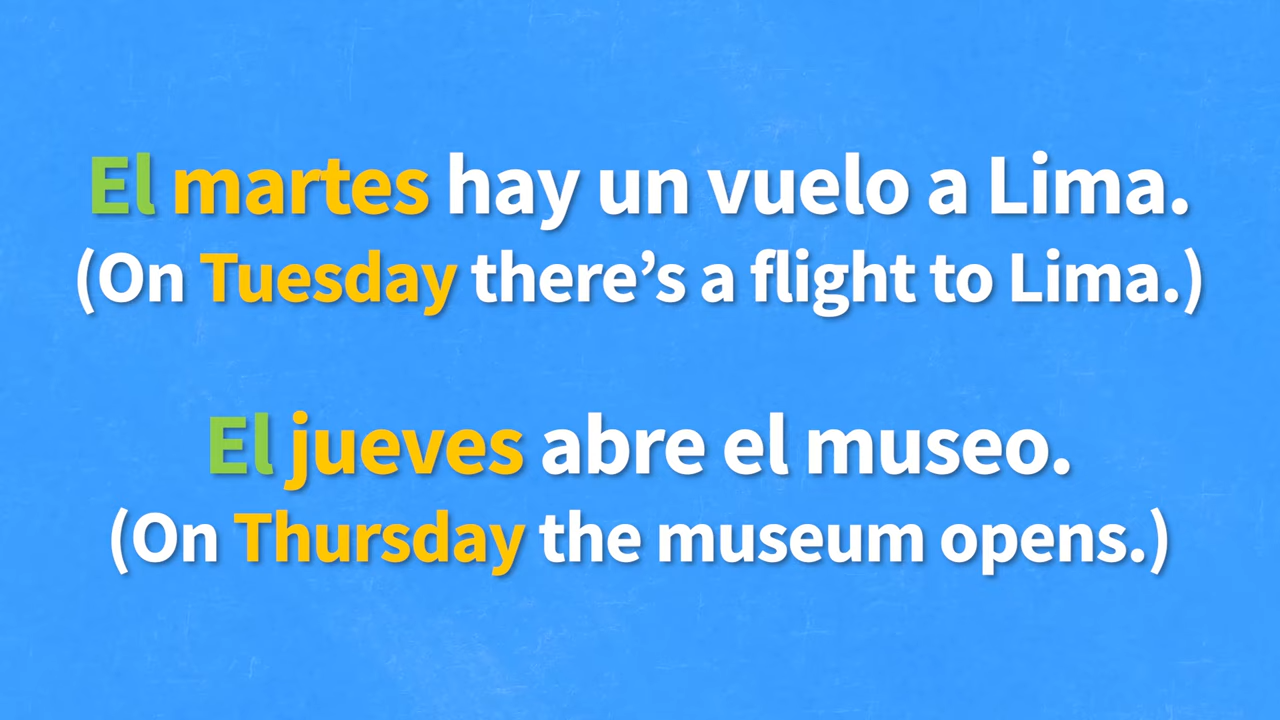 El martes hay un vuelo a Lima.
(On Tuesday there’s a flight to Lima.)
El jueves abre el museo.
(On Thursday the museum opens.)